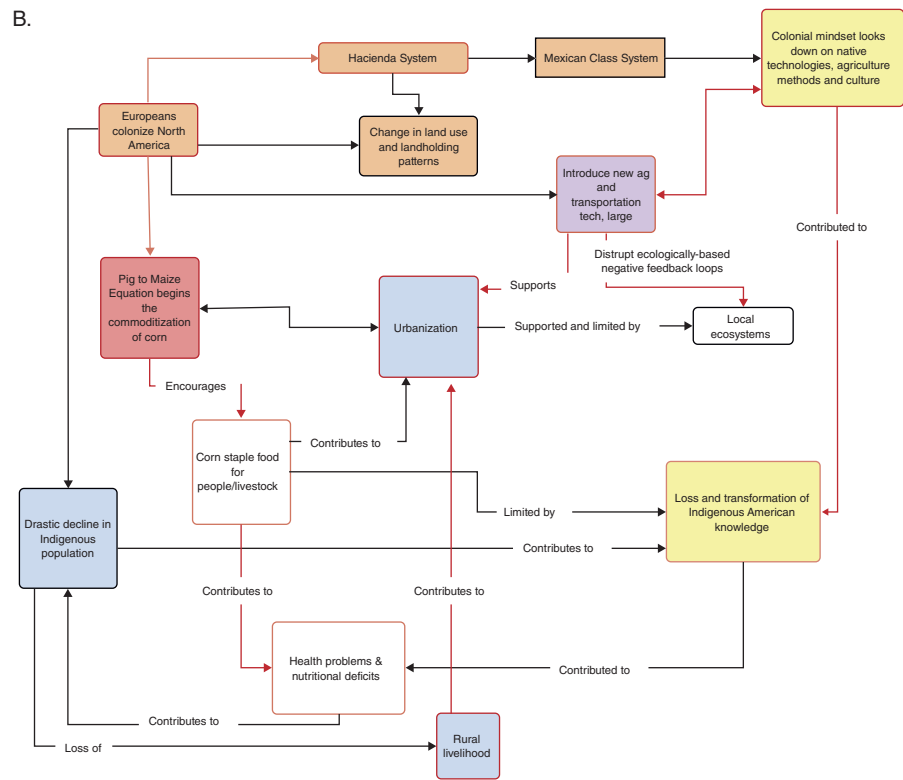 B.
Hacienda System
Mexican Class System
Colonial mindset looks
down on native
technologies, agriculture
methods and culture
Europeans
colonize North
America
Change in land use
and landholding
patterns
Introduce new ag
and
transportation
tech, large
Contributed to
Distrupt ecologically-based
negative feedback loops
Supports
Pig to Maize
Equation begins
the
commoditization
of corn
Urbanization
Supported and limited by
Local
ecosystems
Encourages
Corn staple food
for
people/livestock
Contributes to
Limited by
Loss and transformation of
Indigenous American
knowledge
Drastic decline in
Indigenous
population
Contributes to
Contributes to
Contributes to
Health problems &
nutritional deficits
Contributed to
Contributes to
Rural
livelihood
Loss of